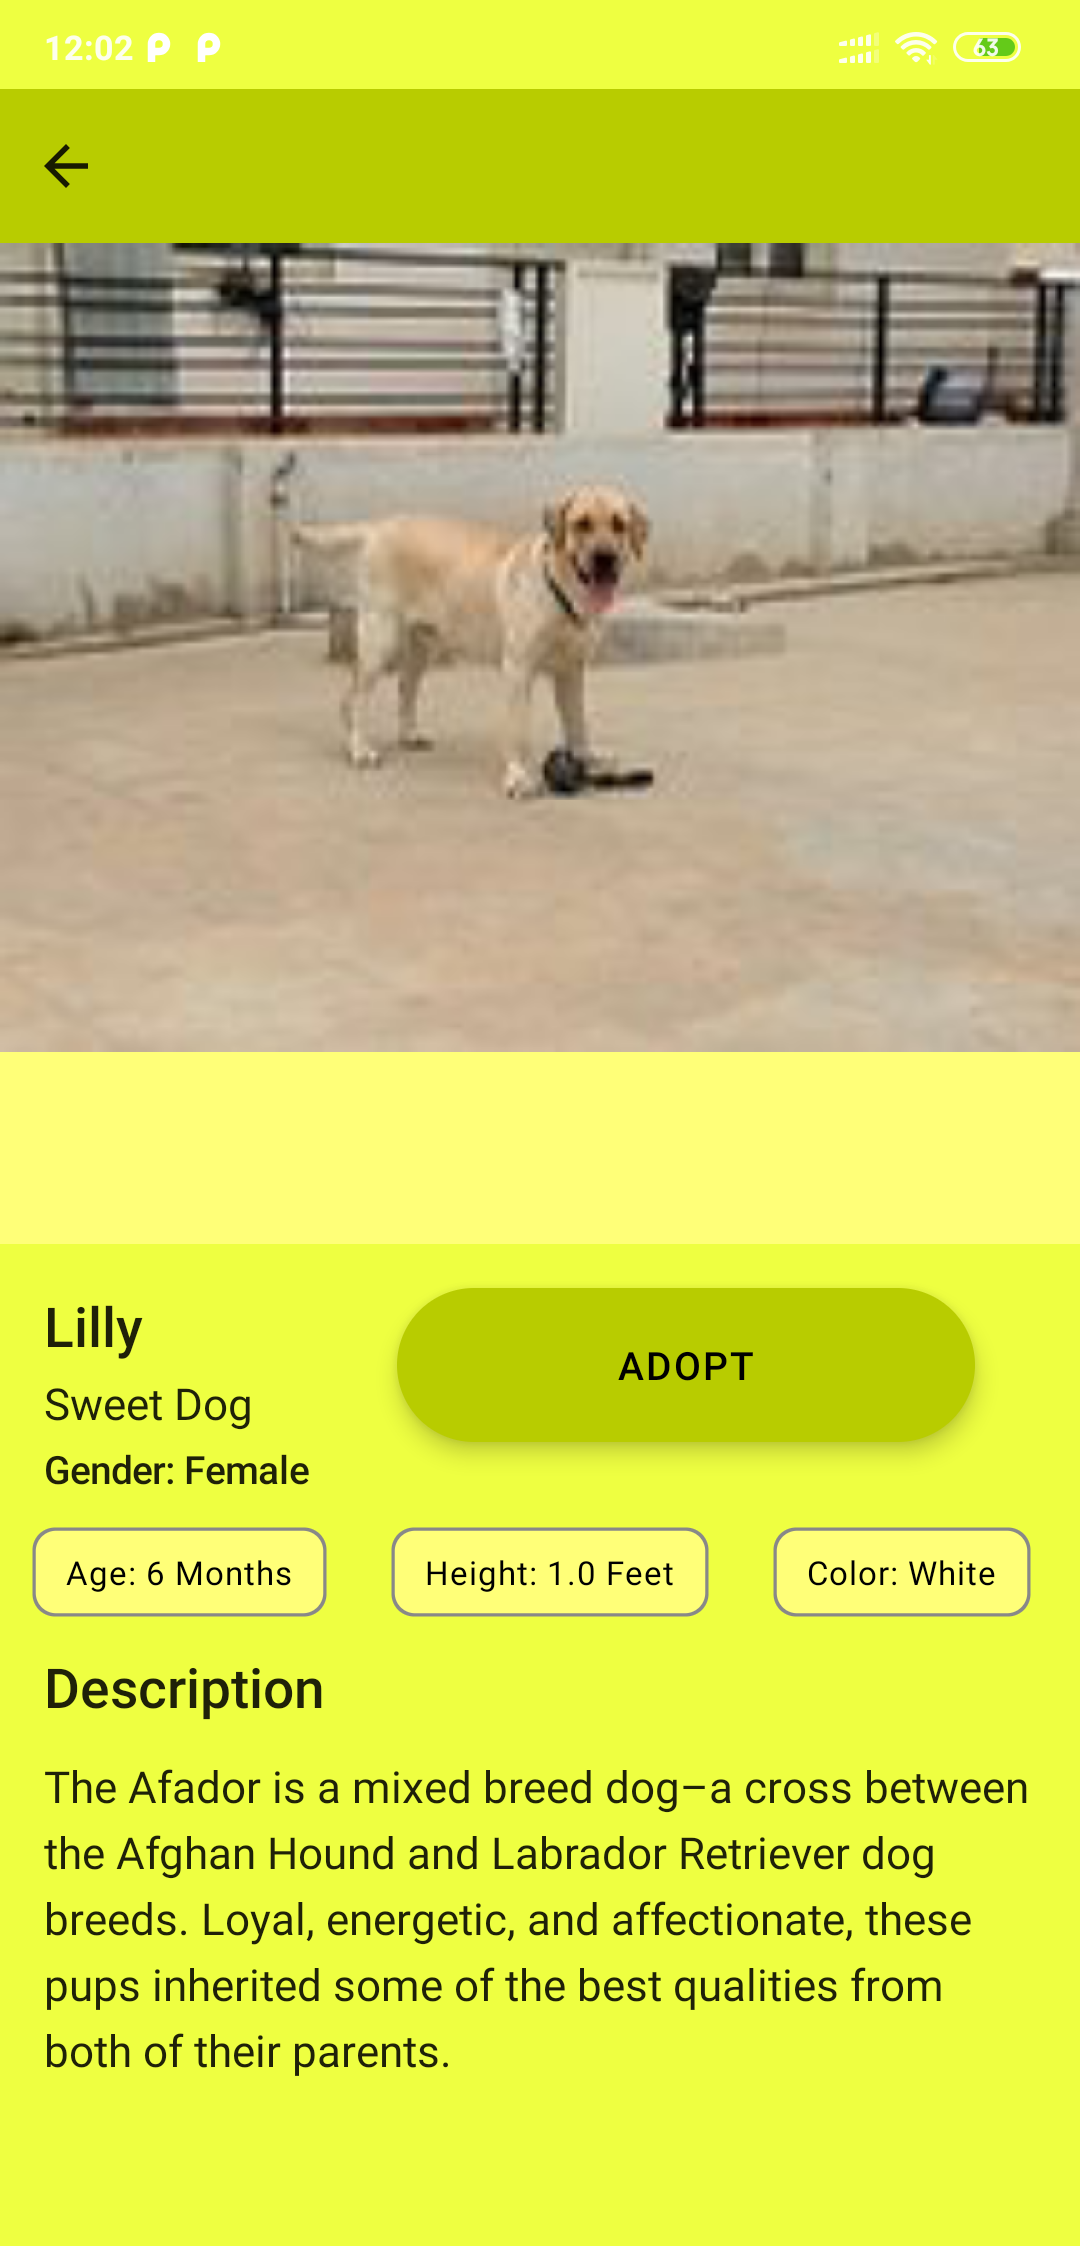 12:02
63
Lilly
ADOPT
Sweet Dog
Gender: Female
Age: 6 Months
Height: 1.0 Feet
Color: White
Description
The Afador is a mixed breed dog–a cross between
the Afghan Hound and Labrador Retriever dog
breeds. Loyal, energetic, and affectionate, these
pups inherited some of the best qualities from
both of their parents.